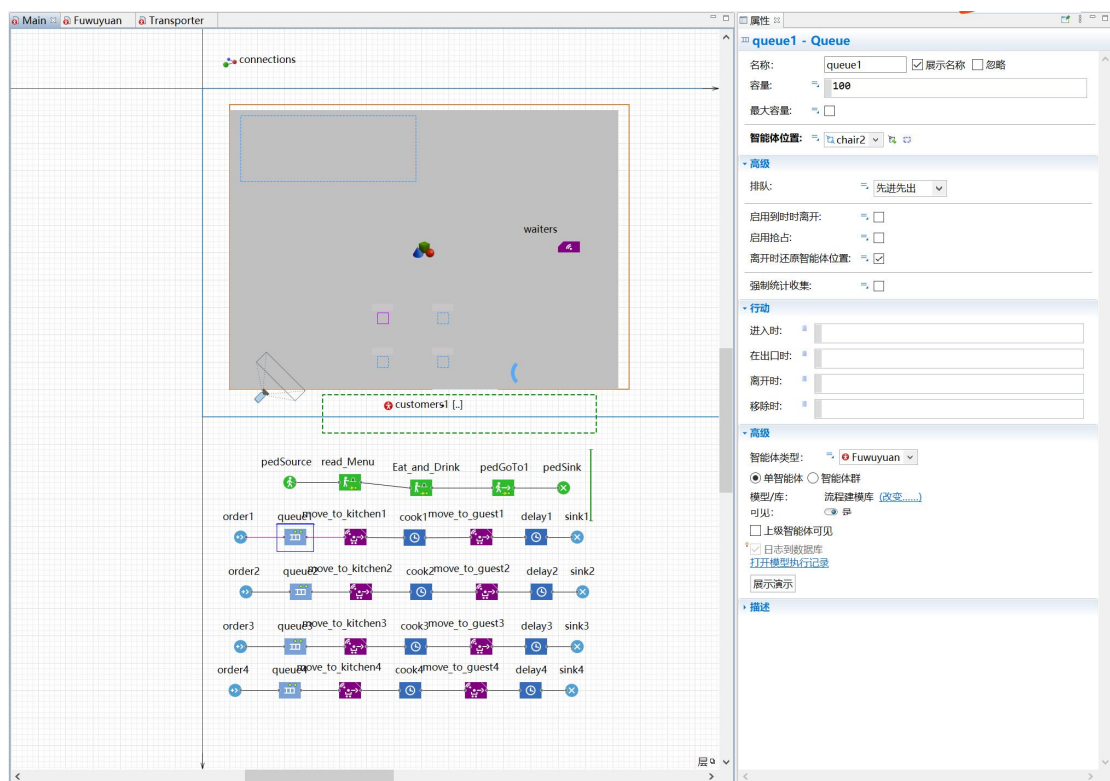 Main Fuwuyuan Transporter
connections
waiters
customers1 [..]
pedSource read_Menu Eat_and_Drink pedGoTo1 pedSink
order1 queue1 move_to_kitchen1 cook1 move_to_guest1 delay1 sink1
order2 queue2 move_to_kitchen2 cook2 move_to_guest2 delay2 sink2
order3 queue3 move_to_kitchen3 cook3 move_to_guest3 delay3 sink3
order4 queue4 move_to_kitchen4 cook4 move_to_guest4 delay4 sink4
层
属性
queue1 - Queue
名称: queue1 展示名称 忽略
容量: 100
最大容量:
智能体位置: chair2
高级
排队: 先进先出
启用到时时离开:
启用抢占:
离开时还原智能体位置:
强制统计收集:
行动
进入时:
在出口时:
离开时:
移除时:
高级
智能体类型: Fuwuyuan
单智能体 智能体群
模型/库: 流程建模库 (改变......)
可见: 是
上级智能体可见
日志到数据库
打开模型执行记录
展示演示
描述